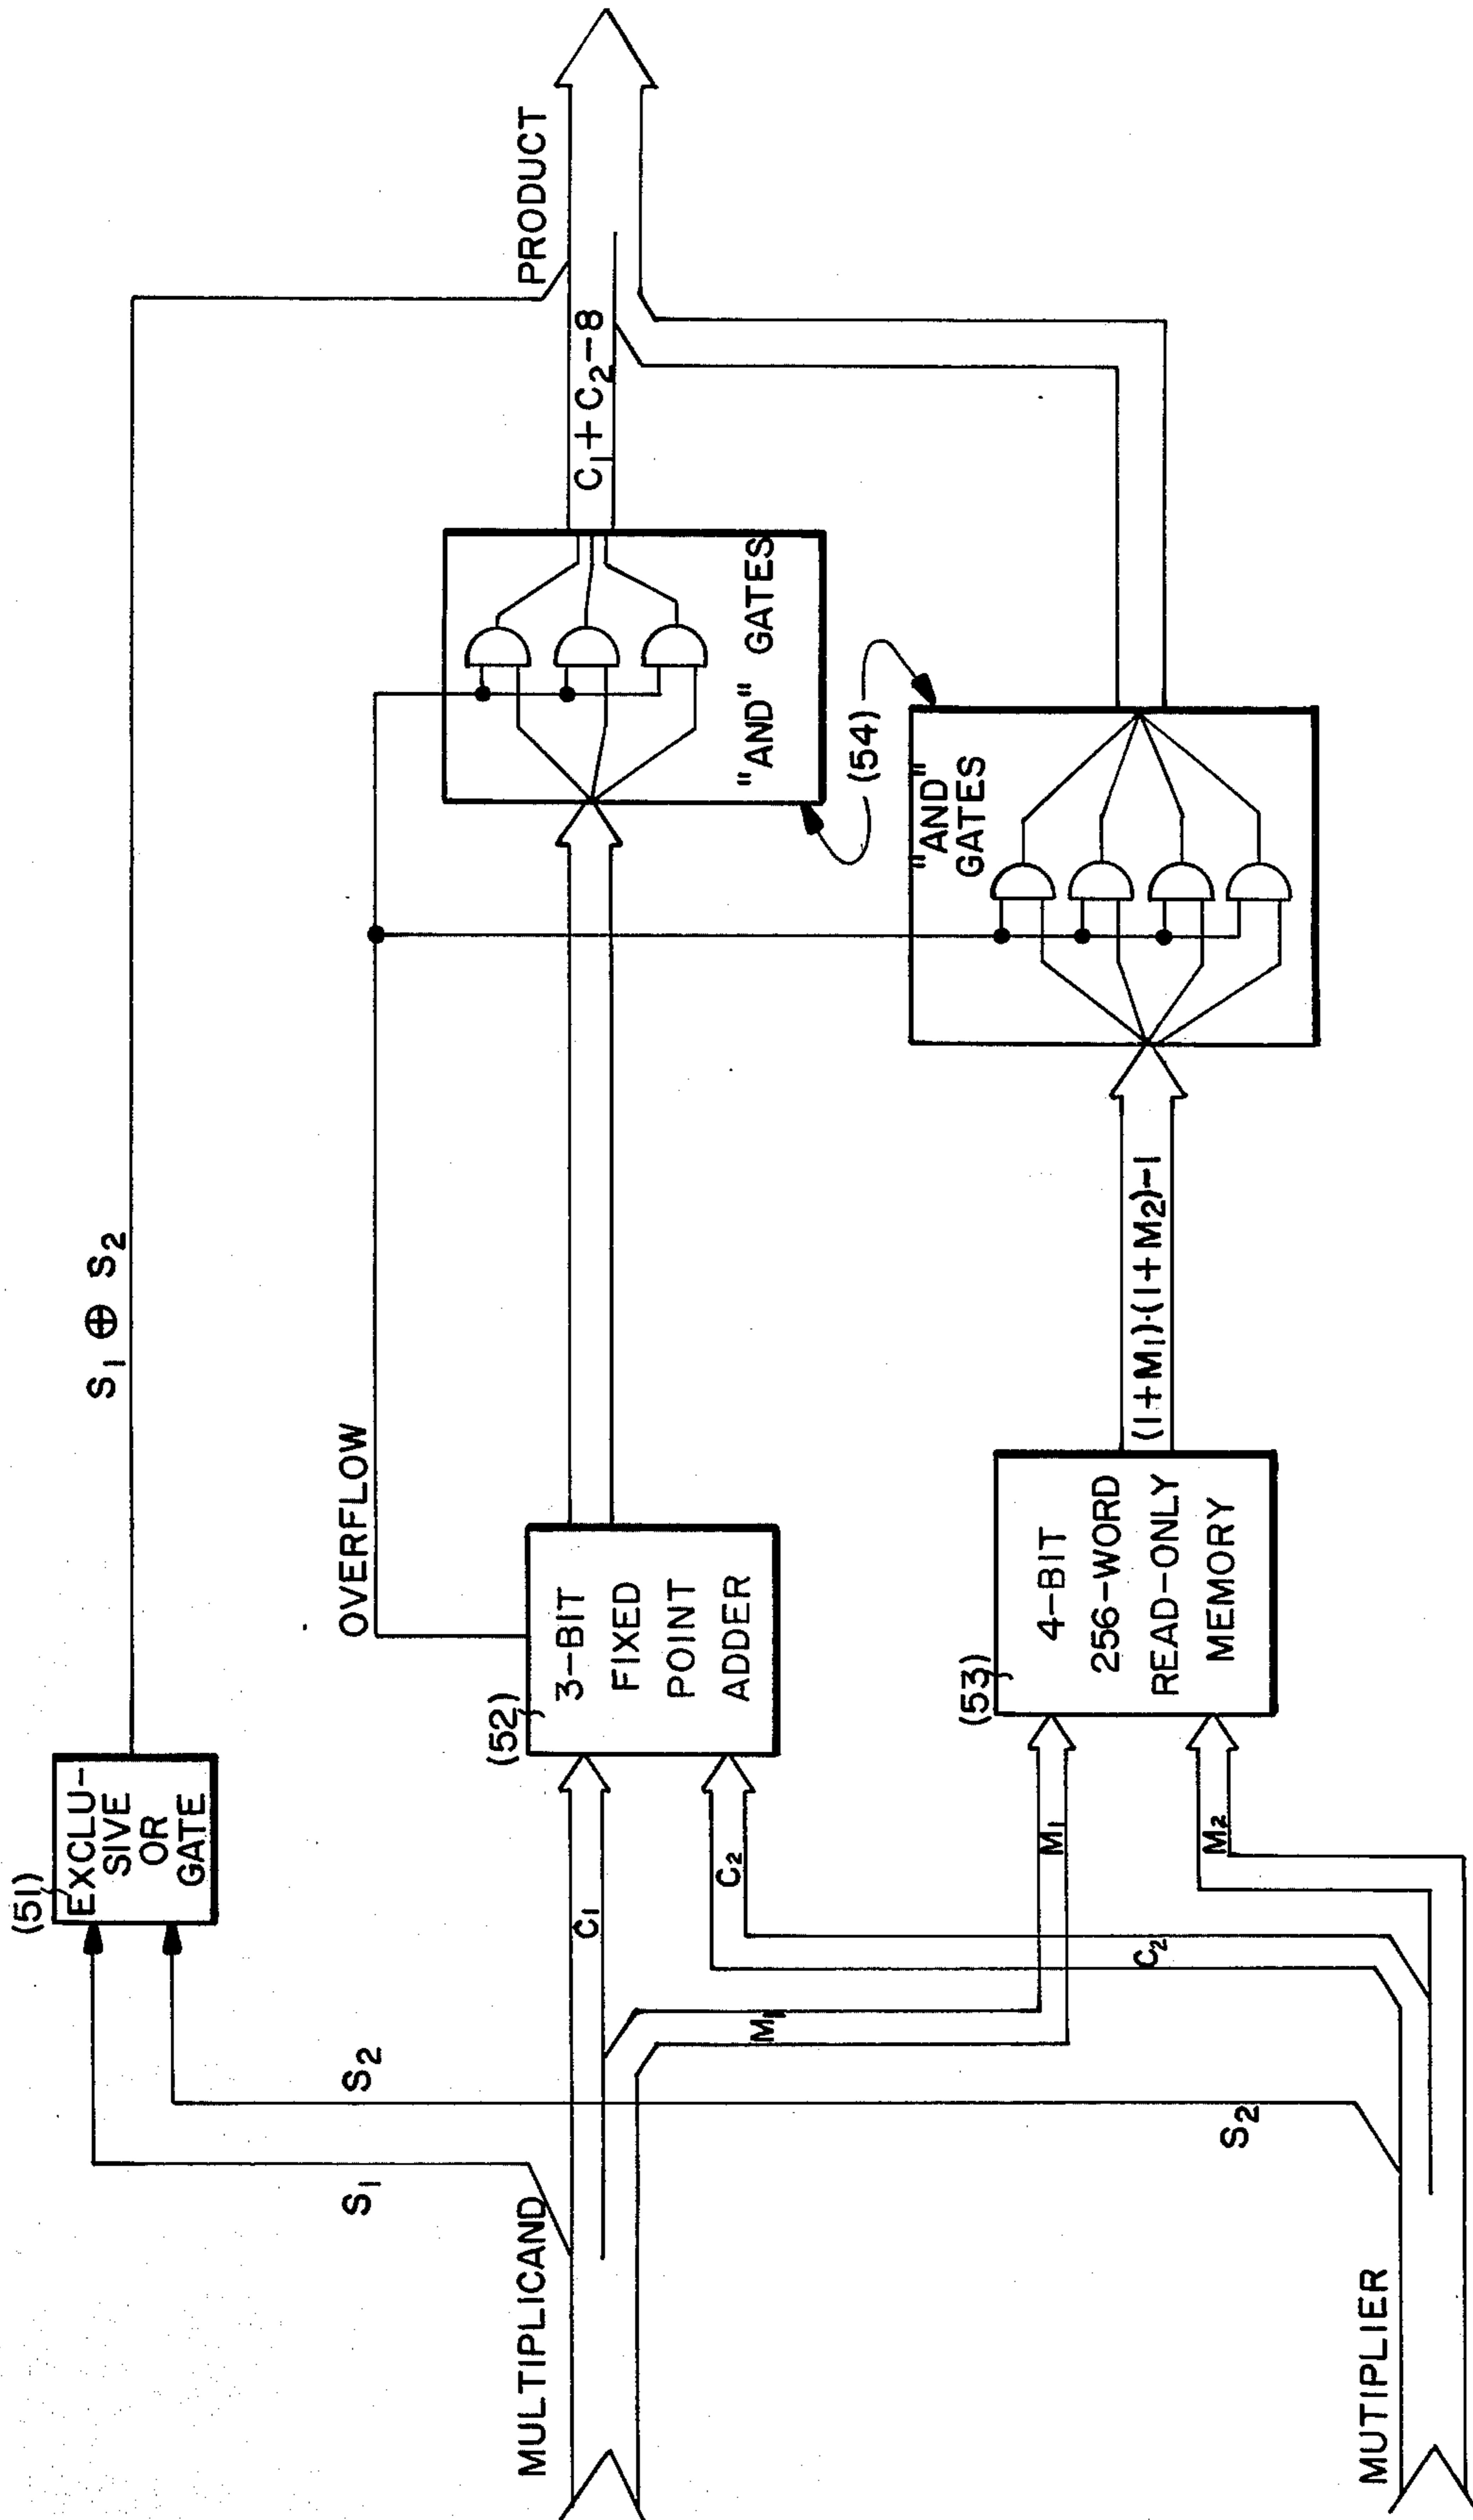 S₁ ⊕ S₂
(51)
EXCLU-
SIVE
OR
GATE
S₁
S₂
OVERFLOW
PRODUCT
C₁+C₂-8
"AND" GATES
(54)
(52)
3-BIT
FIXED
POINT
ADDER
MULTIPLICAND
C₁
C₂
M₁
M₁
C₂
S₂
(53)
4-BIT
256-WORD
READ-ONLY
MEMORY
(1+M₁)·(1+M₂)-1
"AND"
GATES
M₂
MUTIPLIER